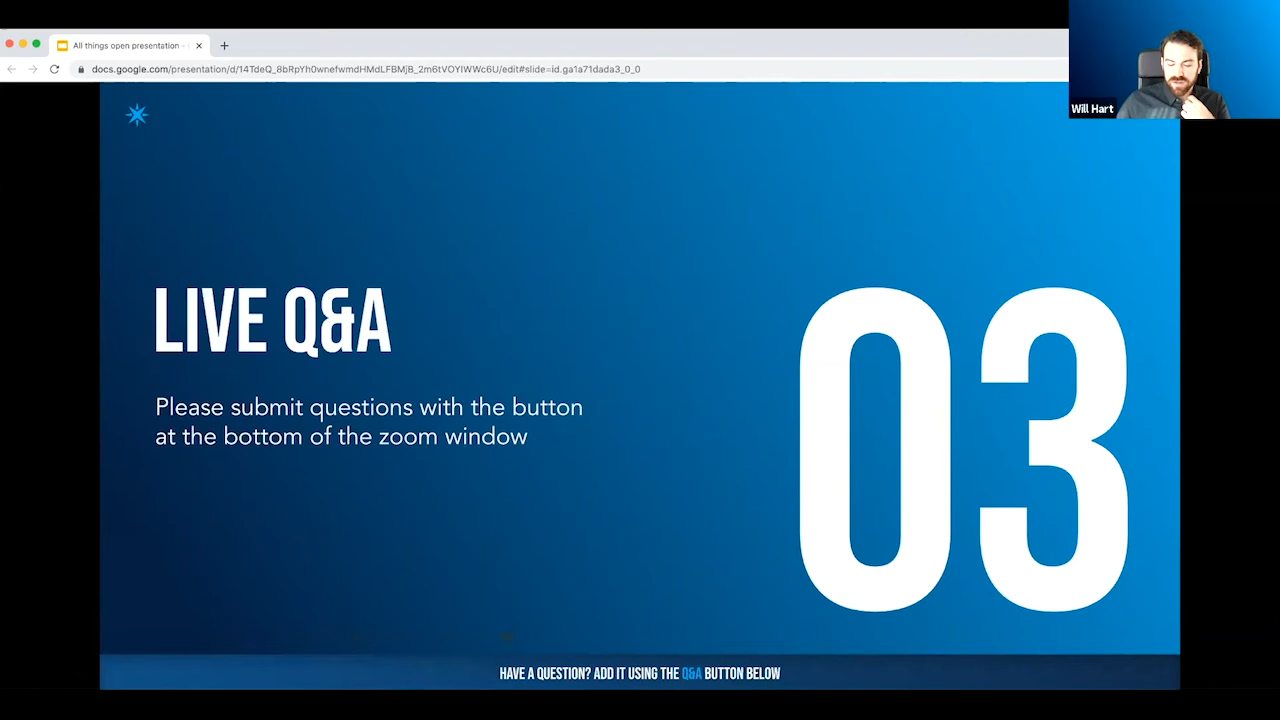 All things open presentation -
docs.google.com/presentation/d/14TdeQ_8bRpYh0wnefwmdHMdLFBMjB_2m6tVOYIWWc6U/edit#slide=id.ga1a71dada3_0_0
Will Hart
LIVE Q&A
03
Please submit questions with the button
at the bottom of the zoom window
HAVE A QUESTION? ADD IT USING THE Q&A BUTTON BELOW